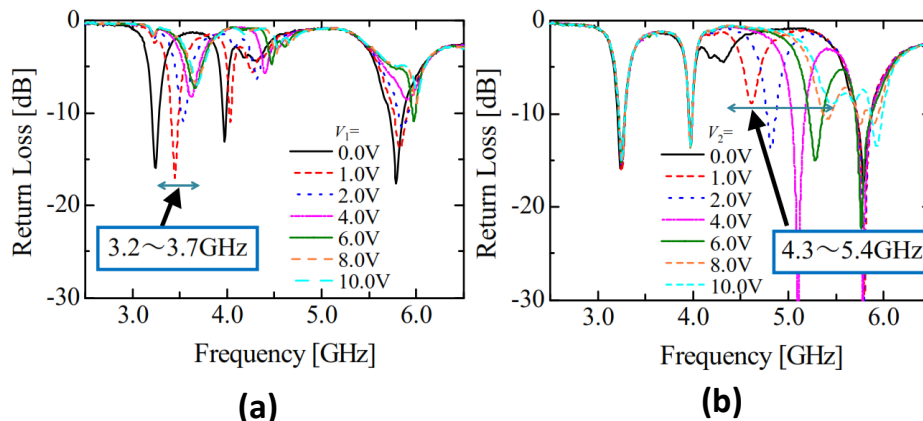 0
-10
-20
-30
Return Loss [dB]
V1=
0.0V
1.0V
2.0V
4.0V
6.0V
8.0V
10.0V
3.2～3.7GHz
3.0
4.0
5.0
6.0
Frequency [GHz]
(a)
0
-10
-20
-30
Return Loss [dB]
V2=
0.0V
1.0V
2.0V
4.0V
6.0V
8.0V
10.0V
4.3～5.4GHz
3.0
4.0
5.0
6.0
Frequency [GHz]
(b)